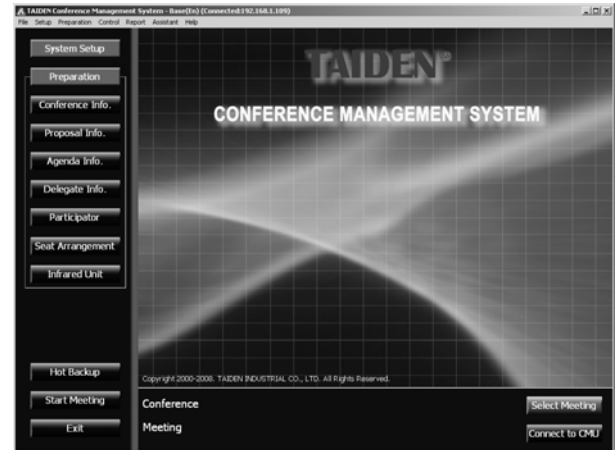 TAIDEN Conference Management System - Base(En) (Connected:192.168.1.109)
File Setup Preparation Control Report Assistant Help
System Setup
Preparation
Conference Info.
Proposal Info.
Agenda Info.
Delegate Info.
Participator
Seat Arrangement
Infrared Unit
Hot Backup
Start Meeting
Exit
TAIDEN®
CONFERENCE MANAGEMENT SYSTEM
Copyright 2000-2008. TAIDEN INDUSTRIAL CO., LTD. All Rights Reserved.
Conference
Select Meeting
Meeting
Connect to CMU